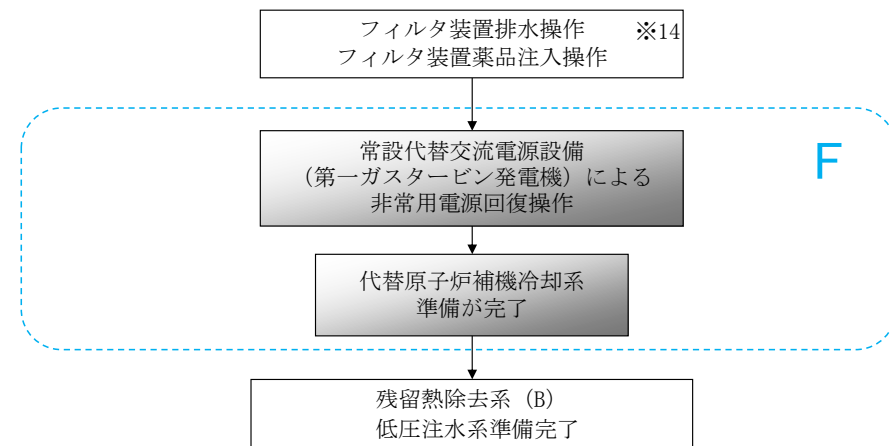 フィルタ装置排水操作 ※14
フィルタ装置薬品注入操作
常設代替交流電源設備
（第一ガスタービン発電機）による
非常用電源回復操作
F
代替原子炉補機冷却系
準備が完了
残留熱除去系（B）
低圧注水系準備完了